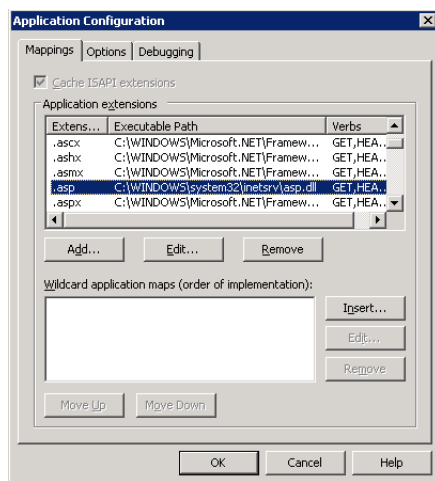 Application Configuration
Mappings Options Debugging
Cache ISAPI extensions
Application extensions
Extens... Executable Path Verbs
.ascx C:\WINDOWS\Microsoft.NET\Framew... GET,HEA...
.ashx C:\WINDOWS\Microsoft.NET\Framew... GET,HEA...
.asmx C:\WINDOWS\Microsoft.NET\Framew... GET,HEA...
.asp C:\WINDOWS\system32\inetsrv\asp.dll GET,HEA...
.aspx C:\WINDOWS\Microsoft.NET\Framew... GET,HEA...
Add... Edit... Remove
Wildcard application maps (order of implementation):
Insert...
Edit...
Remove
Move Up Move Down
OK Cancel Help